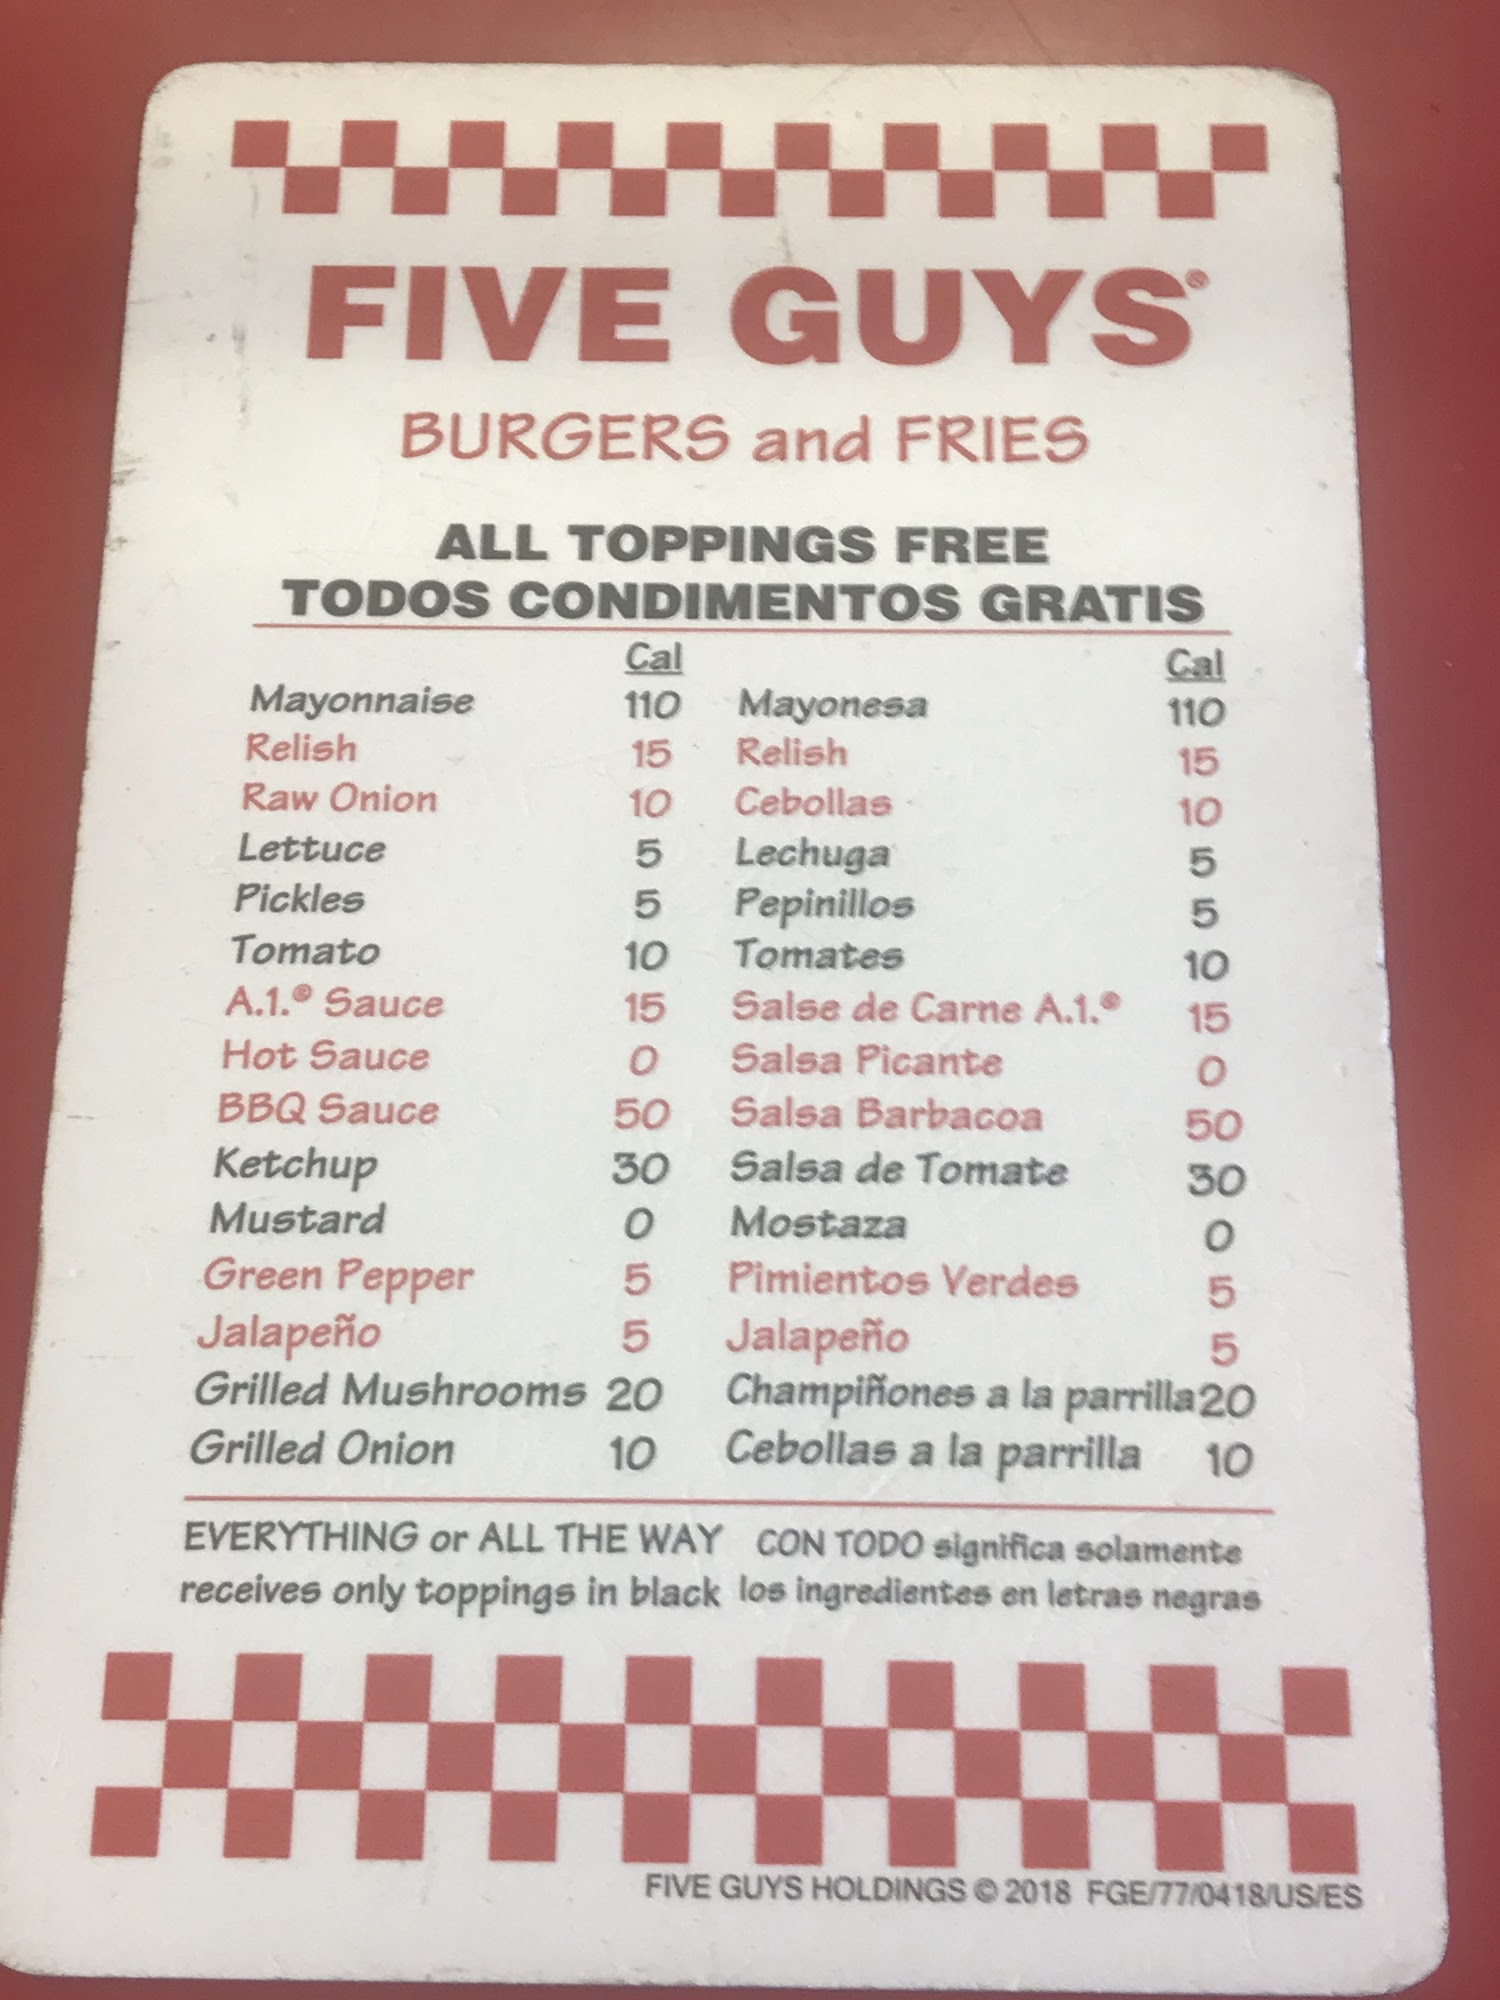 FIVE GUYS®
BURGERS and FRIES
ALL TOPPINGS FREE
TODOS CONDIMENTOS GRATIS
Cal Cal
Mayonnaise 110 Mayonesa 110
Relish 15 Relish 15
Raw Onion 10 Cebollas 10
Lettuce 5 Lechuga 5
Pickles 5 Pepinillos 5
Tomato 10 Tomates 10
A.1.® Sauce 15 Salse de Carne A.1.® 15
Hot Sauce 0 Salsa Picante 0
BBQ Sauce 50 Salsa Barbacoa 50
Ketchup 30 Salsa de Tomate 30
Mustard 0 Mostaza 0
Green Pepper 5 Pimientos Verdes 5
Jalapeño 5 Jalapeño 5
Grilled Mushrooms 20 Champiñones a la parrilla 20
Grilled Onion 10 Cebollas a la parrilla 10
EVERYTHING or ALL THE WAY CON TODO significa solamente
receives only toppings in black los ingredientes en letras negras
FIVE GUYS HOLDINGS © 2018 FGE/77/0418/US/ES